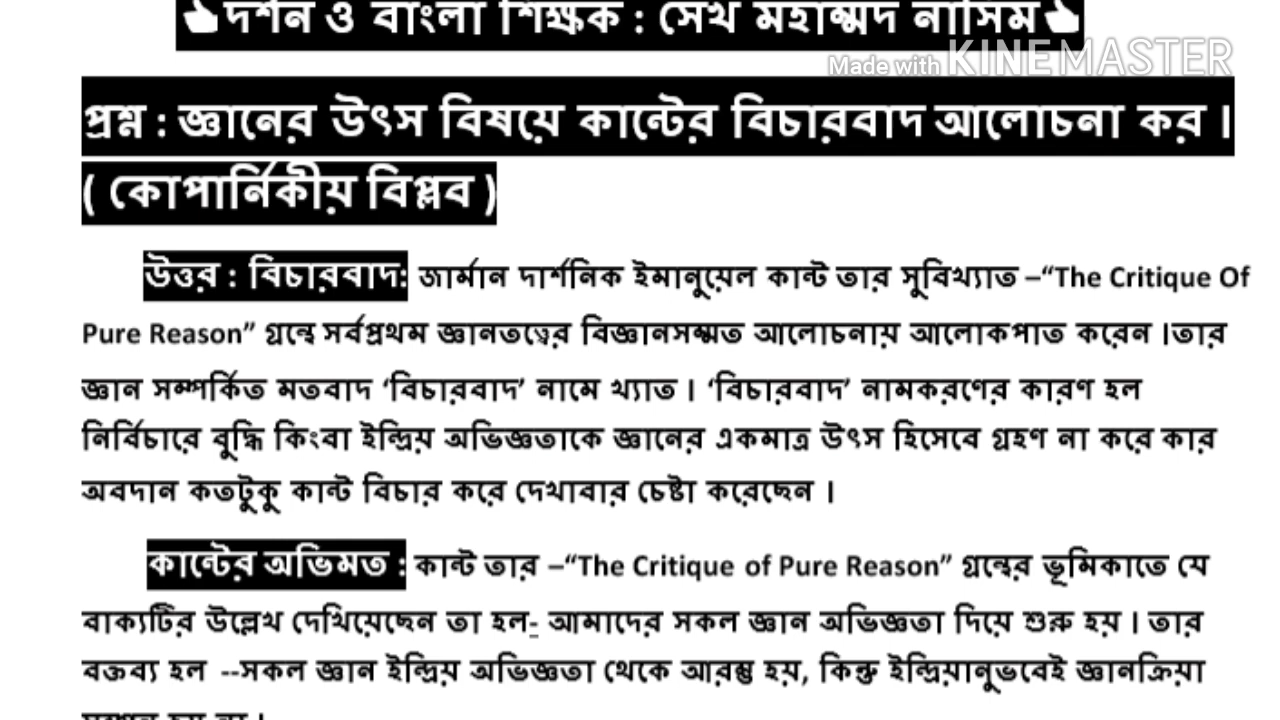 দর্শন ও বাংলা শিক্ষক : সেখ মহাম্মদ নাসিম
Made with KINEMASTER
প্রশ্ন : জ্ঞানের উৎস বিষয়ে কান্টের বিচারবাদ আলোচনা কর ।
( কোপার্নিকীয় বিপ্লব )
উত্তর : বিচারবাদ: জার্মান দার্শনিক ইমানুয়েল কান্ট তার সুবিখ্যাত –“The Critique Of
Pure Reason” গ্রন্থে সর্বপ্রথম জ্ঞানতত্ত্বের বিজ্ঞানসম্মত আলোচনায় আলোকপাত করেন ।তার
জ্ঞান সম্পর্কিত মতবাদ ‘বিচারবাদ’ নামে খ্যাত । ‘বিচারবাদ’ নামকরণের কারণ হল
নির্বিচারে বুদ্ধি কিংবা ইন্দ্রিয় অভিজ্ঞতাকে জ্ঞানের একমাত্র উৎস হিসেবে গ্রহণ না করে কার
অবদান কতটুকু কান্ট বিচার করে দেখাবার চেষ্টা করেছেন ।
কান্টের অভিমত : কান্ট তার –“The Critique of Pure Reason” গ্রন্থের ভূমিকাতে যে
বাক্যটির উল্লেখ দেখিয়েছেন তা হল- আমাদের সকল জ্ঞান অভিজ্ঞতা দিয়ে শুরু হয় । তার
বক্তব্য হল --সকল জ্ঞান ইন্দ্রিয় অভিজ্ঞতা থেকে আরম্ভ হয়, কিন্তু ইন্দ্রিয়ানুভবেই জ্ঞানক্রিয়া